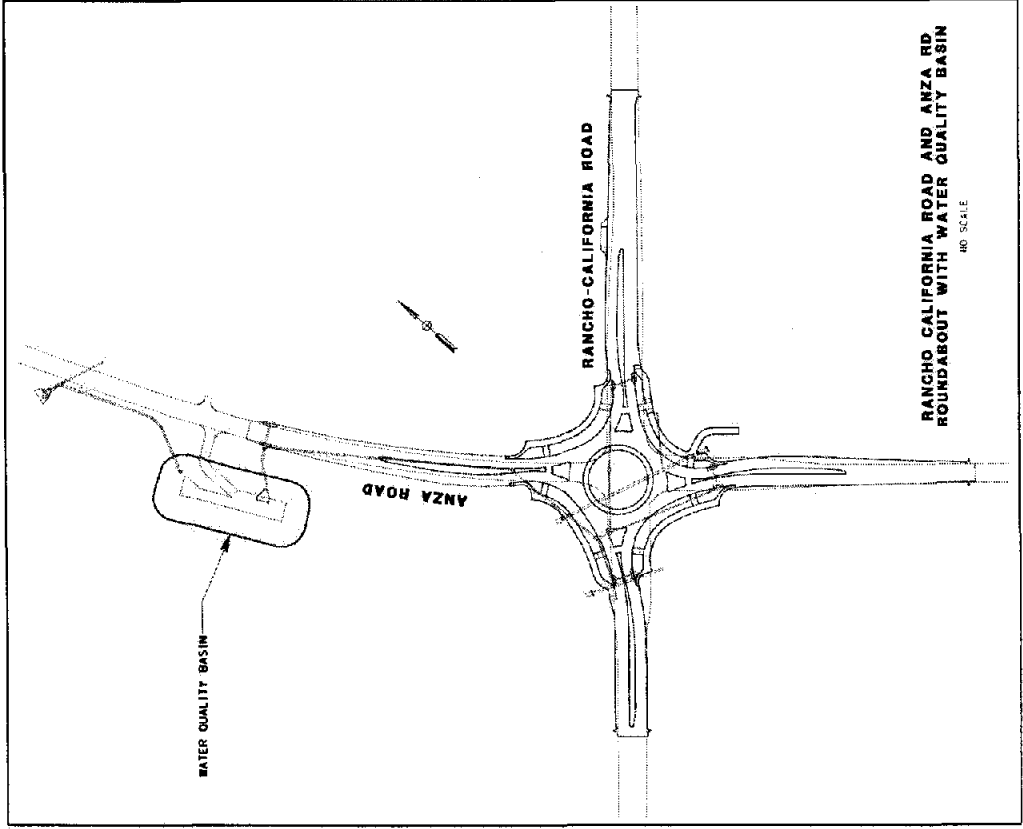 WATER QUALITY BASIN
ANZA ROAD
RANCHO-CALIFORNIA ROAD
RANCHO CALIFORNIA ROAD AND ANZA RD
ROUNDABOUT WITH WATER QUALITY BASIN
NO SCALE